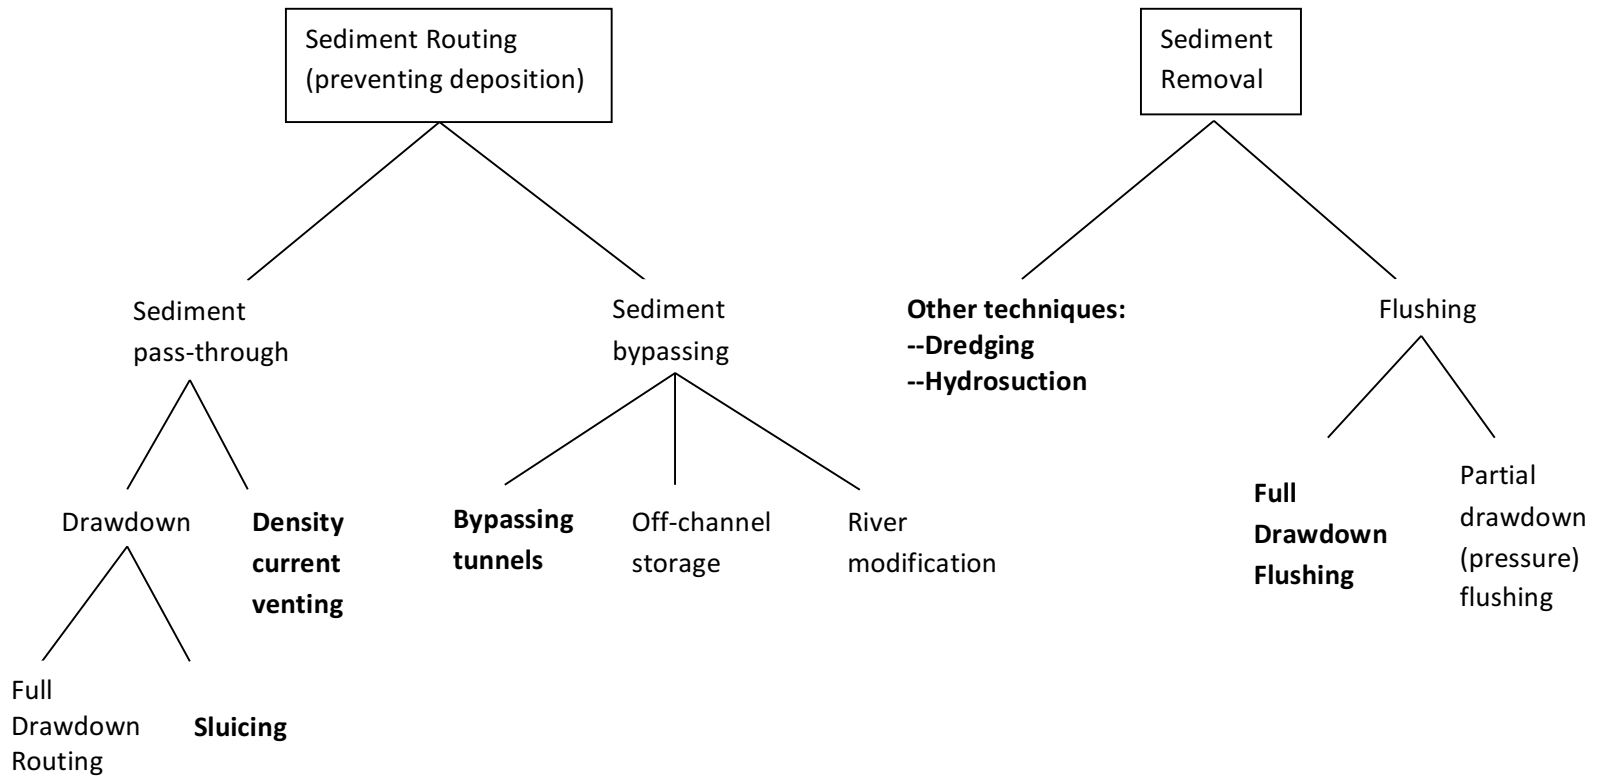 Sediment Routing
(preventing deposition)
Sediment
Removal
Sediment
pass-through
Sediment
bypassing
Other techniques:
--Dredging
--Hydrosuction
Flushing
Drawdown
Density
current
venting
Bypassing
tunnels
Off-channel
storage
River
modification
Full
Drawdown
Flushing
Partial
drawdown
(pressure)
flushing
Full
Drawdown
Routing
Sluicing